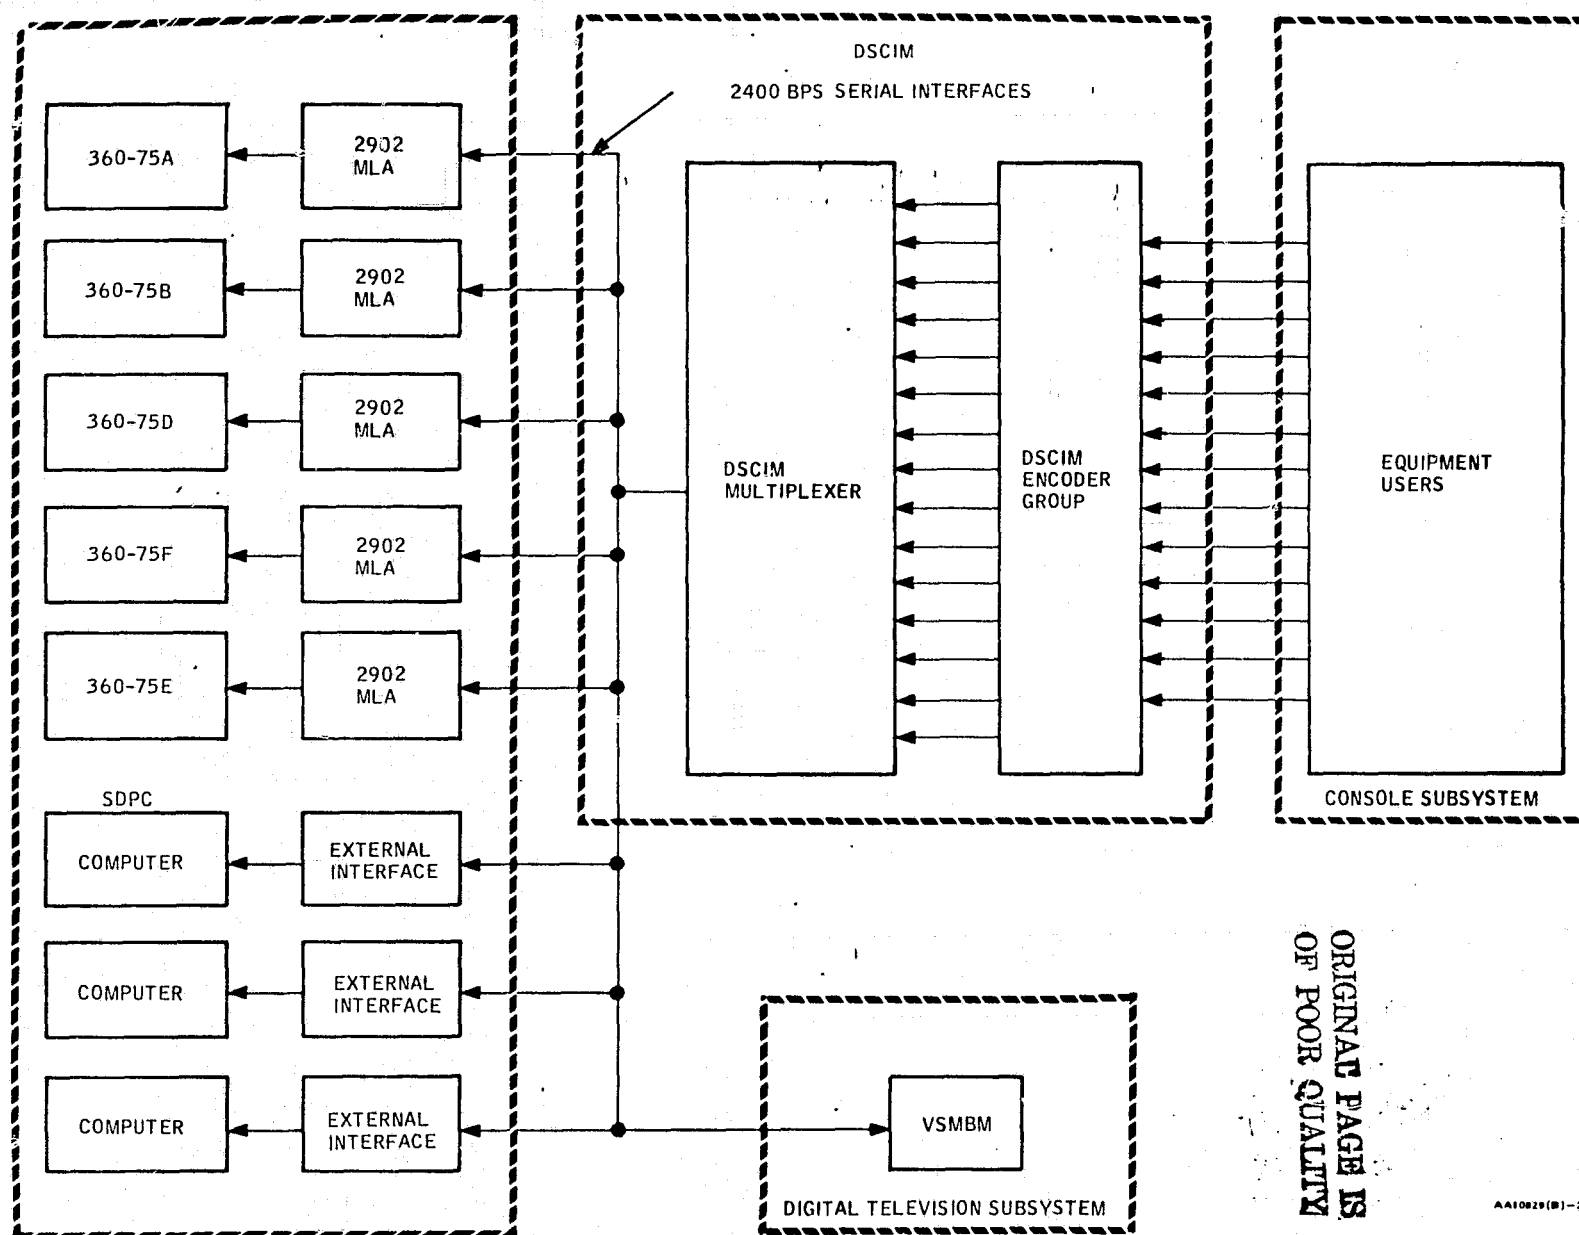 DSCIM
2400 BPS SERIAL INTERFACES
360-75A
2902
MLA
360-75B
2902
MLA
360-75D
2902
MLA
360-75F
2902
MLA
360-75E
2902
MLA
SDPC
COMPUTER
EXTERNAL
INTERFACE
COMPUTER
EXTERNAL
INTERFACE
COMPUTER
EXTERNAL
INTERFACE
DSCIM
MULTIPLEXER
DSCIM
ENCODER
GROUP
EQUIPMENT
USERS
CONSOLE SUBSYSTEM
VSMBM
DIGITAL TELEVISION SUBSYSTEM
ORIGINAL PAGE IS
OF POOR QUALITY